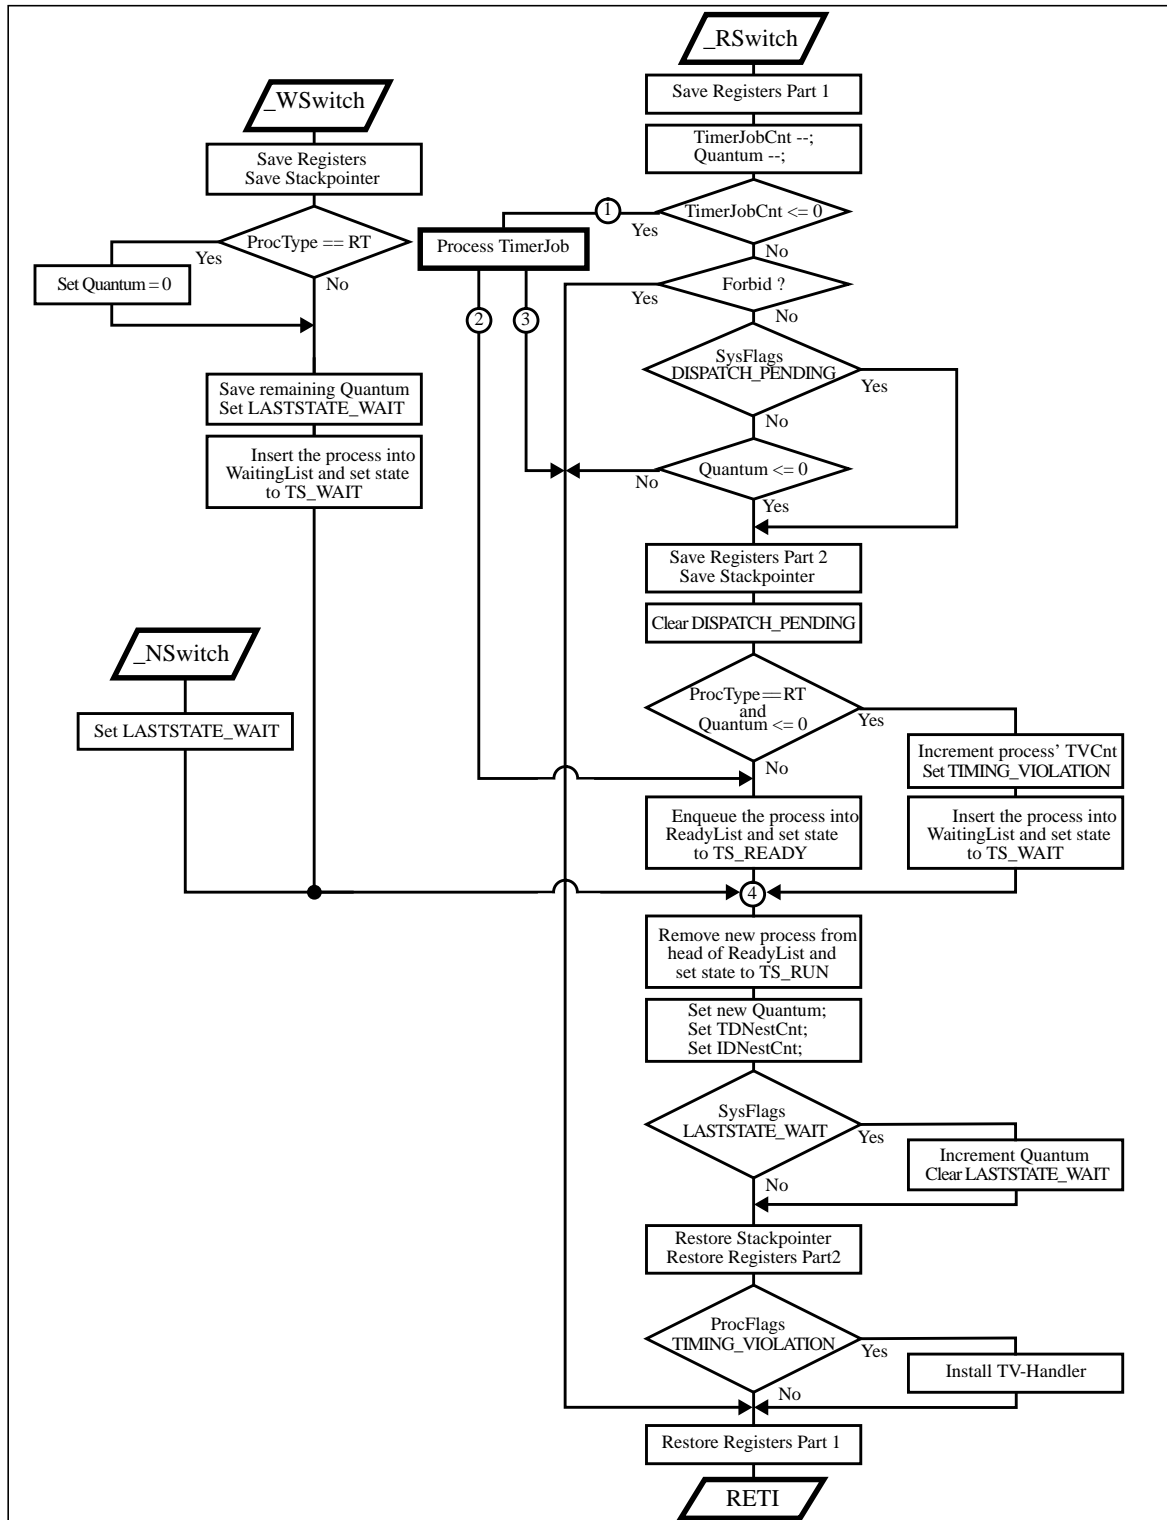 _RSwitch
Save Registers Part 1
TimerJobCnt --;
Quantum --;
TimerJobCnt <= 0
1
Yes
No
Process TimerJob
2
3
Forbid ?
Yes
No
SysFlags
DISPATCH_PENDING
Yes
No
Quantum <= 0
No
Yes
Save Registers Part 2
Save Stackpointer
Clear DISPATCH_PENDING
ProcType==RT
and
Quantum <= 0
Yes
No
Increment process’ TVCnt
Set TIMING_VIOLATION
Insert the process into
WaitingList and set state
to TS_WAIT
Enqueue the process into
ReadyList and set state
to TS_READY
_WSwitch
Save Registers
Save Stackpointer
ProcType == RT
Yes
No
Set Quantum = 0
Save remaining Quantum
Set LASTSTATE_WAIT
Insert the process into
WaitingList and set state
to TS_WAIT
_NSwitch
Set LASTSTATE_WAIT
4
Remove new process from
head of ReadyList and
set state to TS_RUN
Set new Quantum;
Set TDNestCnt;
Set IDNestCnt;
SysFlags
LASTSTATE_WAIT
Yes
No
Increment Quantum
Clear LASTSTATE_WAIT
Restore Stackpointer
Restore Registers Part2
ProcFlags
TIMING_VIOLATION
Yes
No
Install TV-Handler
Restore Registers Part 1
RETI